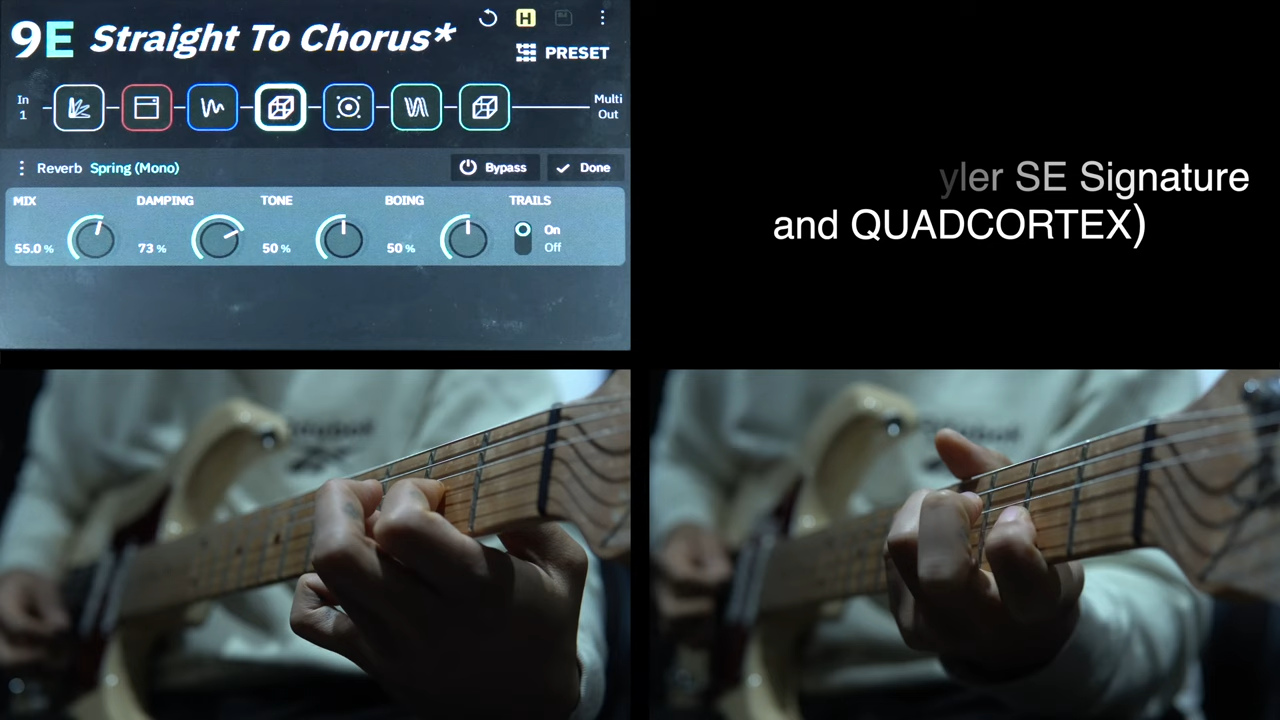 9E Straight To Chorus*
H
PRESET
In
1
Multi
Out
Reverb Spring (Mono)
Bypass
Done
MIX
DAMPING
TONE
BOING
TRAILS
55.0 %
73 %
50 %
50 %
On
Off
yler SE Signature
and QUADCORTEX)